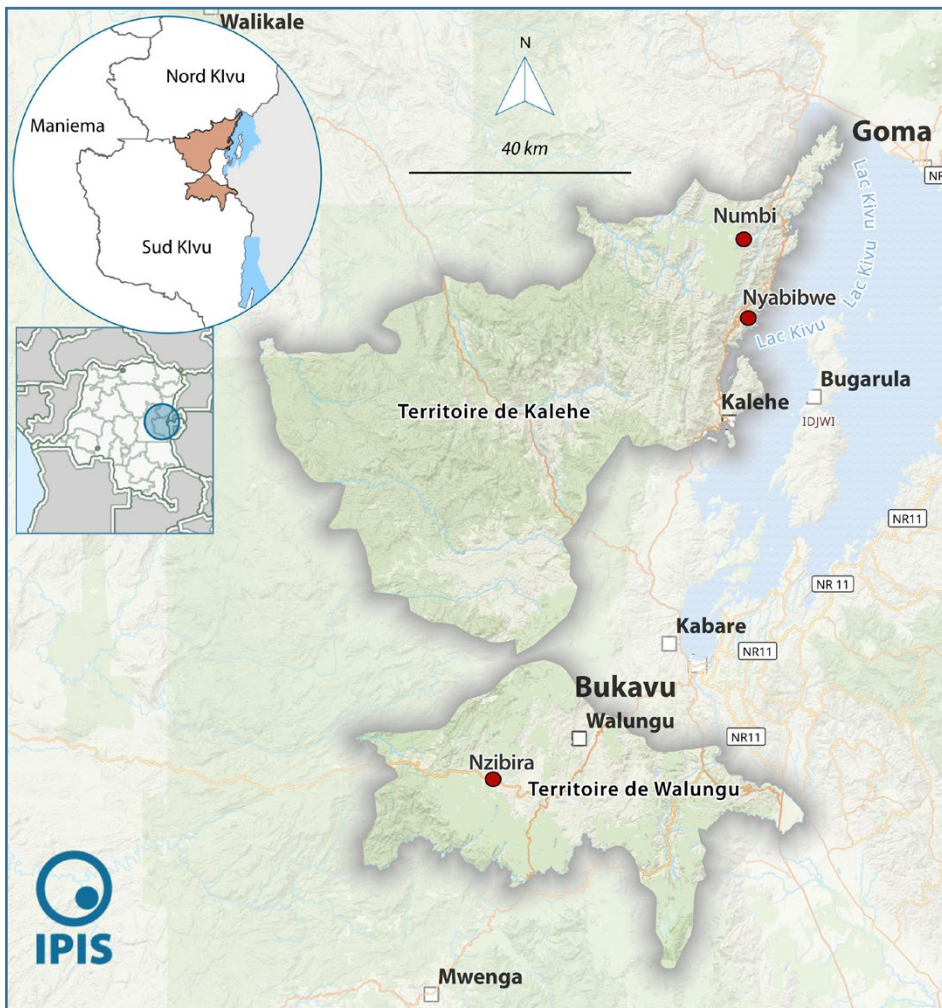 Walikale
Nord KIvu
Maniema
Sud KIvu
N
40 km
Goma
NR
Lac Kivu
Lac Kivu
Numbi
Nyabibwe
Lac Kivu
Bugarula
IDJWI
Kalehe
Territoire de Kalehe
NR11
NR 11
Kabare
NR11
Bukavu
Walungu
NR11
Nzibira
Territoire de Walungu
IPIS
Mwenga